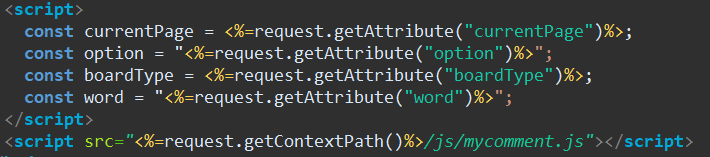 <script>
const currentPage = <%=request.getAttribute("currentPage")%>;
const option = "<%=request.getAttribute("option")%>";
const boardType = <%=request.getAttribute("boardType")%>;
const word = "<%=request.getAttribute("word")%>";
</script>
<script src="<%=request.getContextPath()%>/js/mycomment.js"></script>